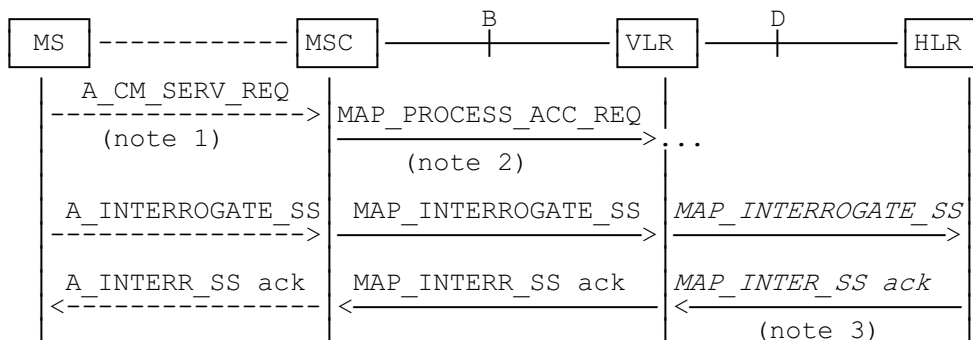 B D
MS MSC VLR HLR
A_CM_SERV_REQ
MAP_PROCESS_ACC_REQ
(note 1) ...
(note 2)
A_INTERROGATE_SS MAP_INTERROGATE_SS MAP_INTERROGATE_SS
A_INTERR_SS ack MAP_INTERR_SS ack MAP_INTER_SS ack
(note 3)